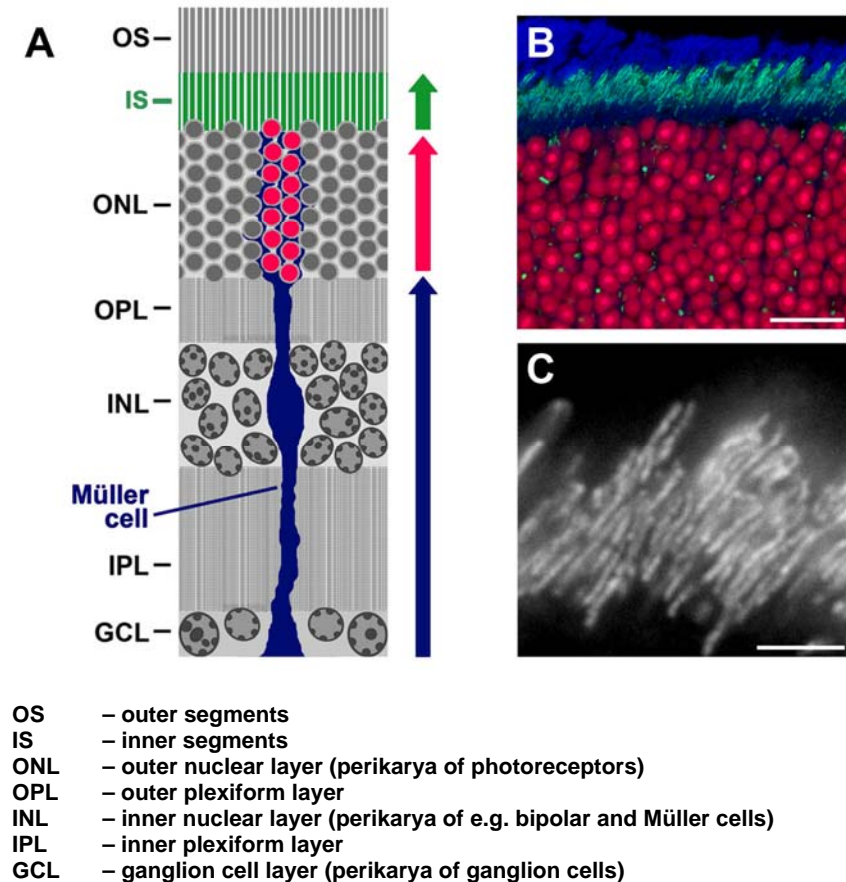 A
OS
IS
ONL
OPL
INL
Müller
cell
IPL
GCL
B
C
OS – outer segments
IS – inner segments
ONL – outer nuclear layer (perikarya of photoreceptors)
OPL – outer plexiform layer
INL – inner nuclear layer (perikarya of e.g. bipolar and Müller cells)
IPL – inner plexiform layer
GCL – ganglion cell layer (perikarya of ganglion cells)